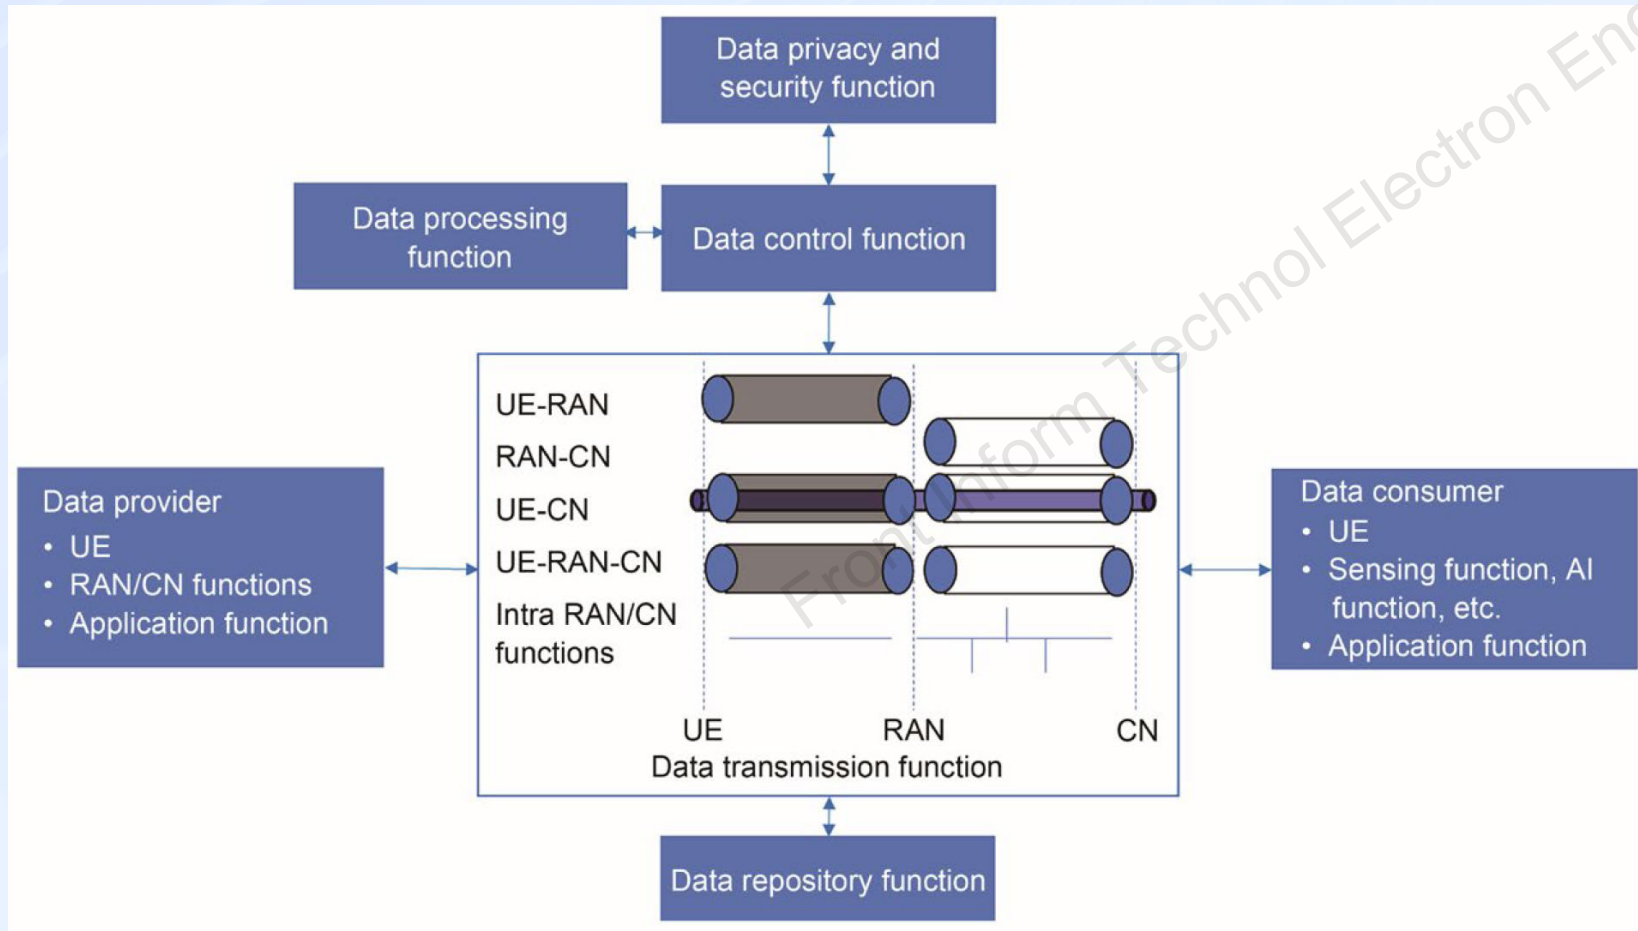 Data privacy and
security function
Data processing
function
Data control function
UE-RAN
RAN-CN
UE-CN
UE-RAN-CN
Intra RAN/CN
functions
UE
RAN
CN
Data transmission function
Data provider
• UE
• RAN/CN functions
• Application function
Data consumer
• UE
• Sensing function, AI
function, etc.
• Application function
Data repository function
Front Inform Technol Electron Eng